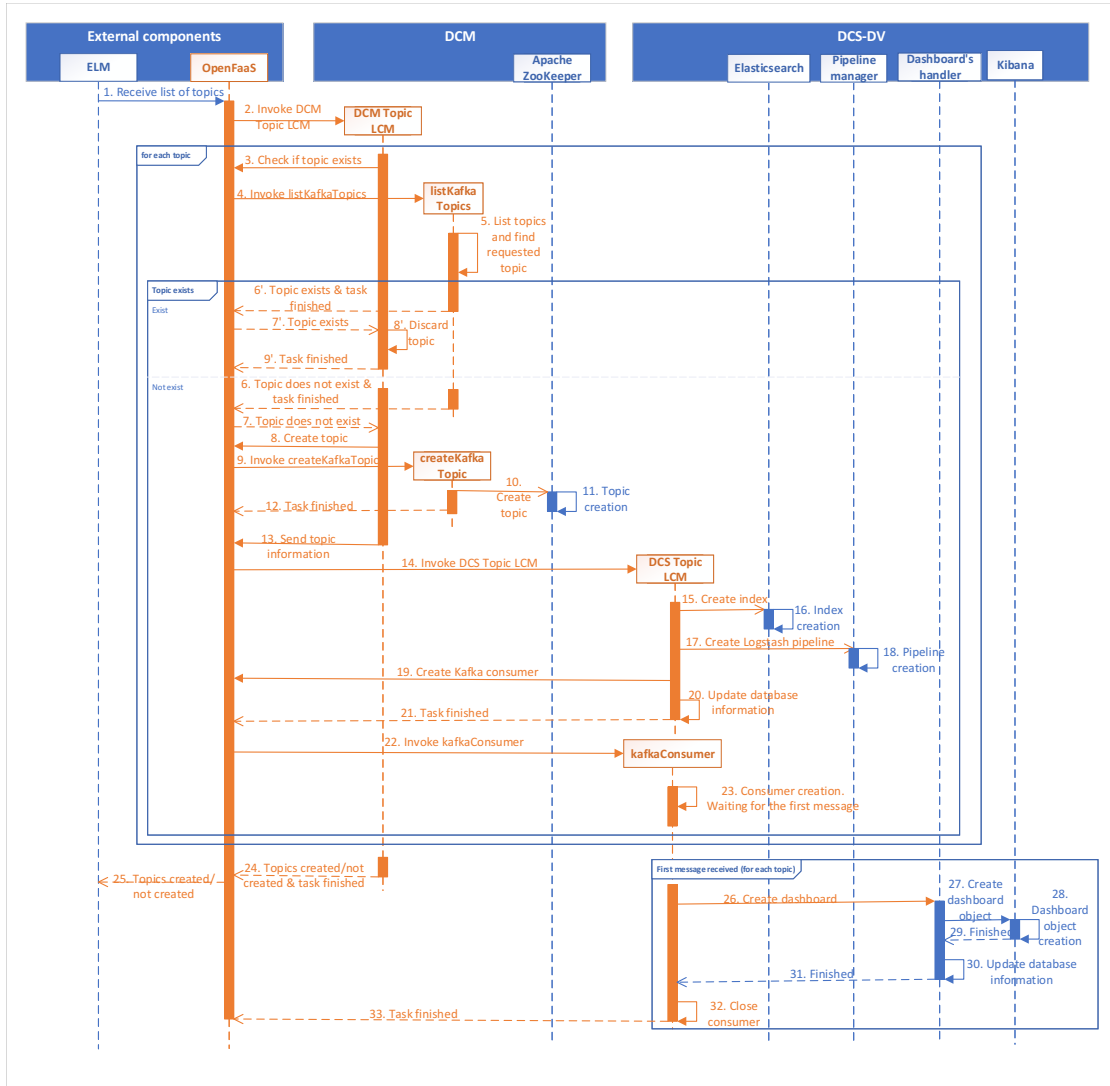 External components
DCM
DCS-DV
ELM
OpenFaaS
Apache
ZooKeeper
Elasticsearch
Pipeline
manager
Dashboard's
handler
Kibana
1. Receive list of topics
2. Invoke DCM
Topic LCM
DCM Topic
LCM
for each topic
3. Check if topic exists
4. Invoke listKafkaTopics
listKafka
Topics
5. List topics
and find
requested
topic
Topic exists
Exist
6'. Topic exists & task
finished
7'. Topic exists
8'. Discard
topic
9'. Task finished
Not exist
6. Topic does not exist &
task finished
7. Topic does not exist
8. Create topic
9. Invoke createKafkaTopic
createKafka
Topic
10.
Create
topic
11. Topic
creation
12. Task finished
13. Send topic
information
14. Invoke DCS Topic LCM
DCS Topic
LCM
15. Create index
16. Index
creation
17. Create Logstash pipeline
18. Pipeline
creation
19. Create Kafka consumer
20. Update database
information
21. Task finished
22. Invoke kafkaConsumer
kafkaConsumer
23. Consumer creation.
Waiting for the first message
24. Topics created/not
created & task finished
25. Topics created/
not created
First message received (for each topic)
26. Create dashboard
27. Create
dashboard
object
28.
Dashboard
object
creation
29. Finished
30. Update database
information
31. Finished
32. Close
consumer
33. Task finished